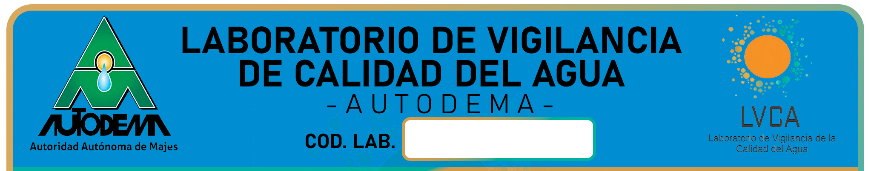 LABORATORIO DE VIGILANCIA
DE CALIDAD DEL AGUA
-AUTODEMA-
COD. LAB.
AUTODEMA
Autoridad Autónoma de Majes
LVCA
Laboratorio de Vigilancia de la
Calidad del Agua